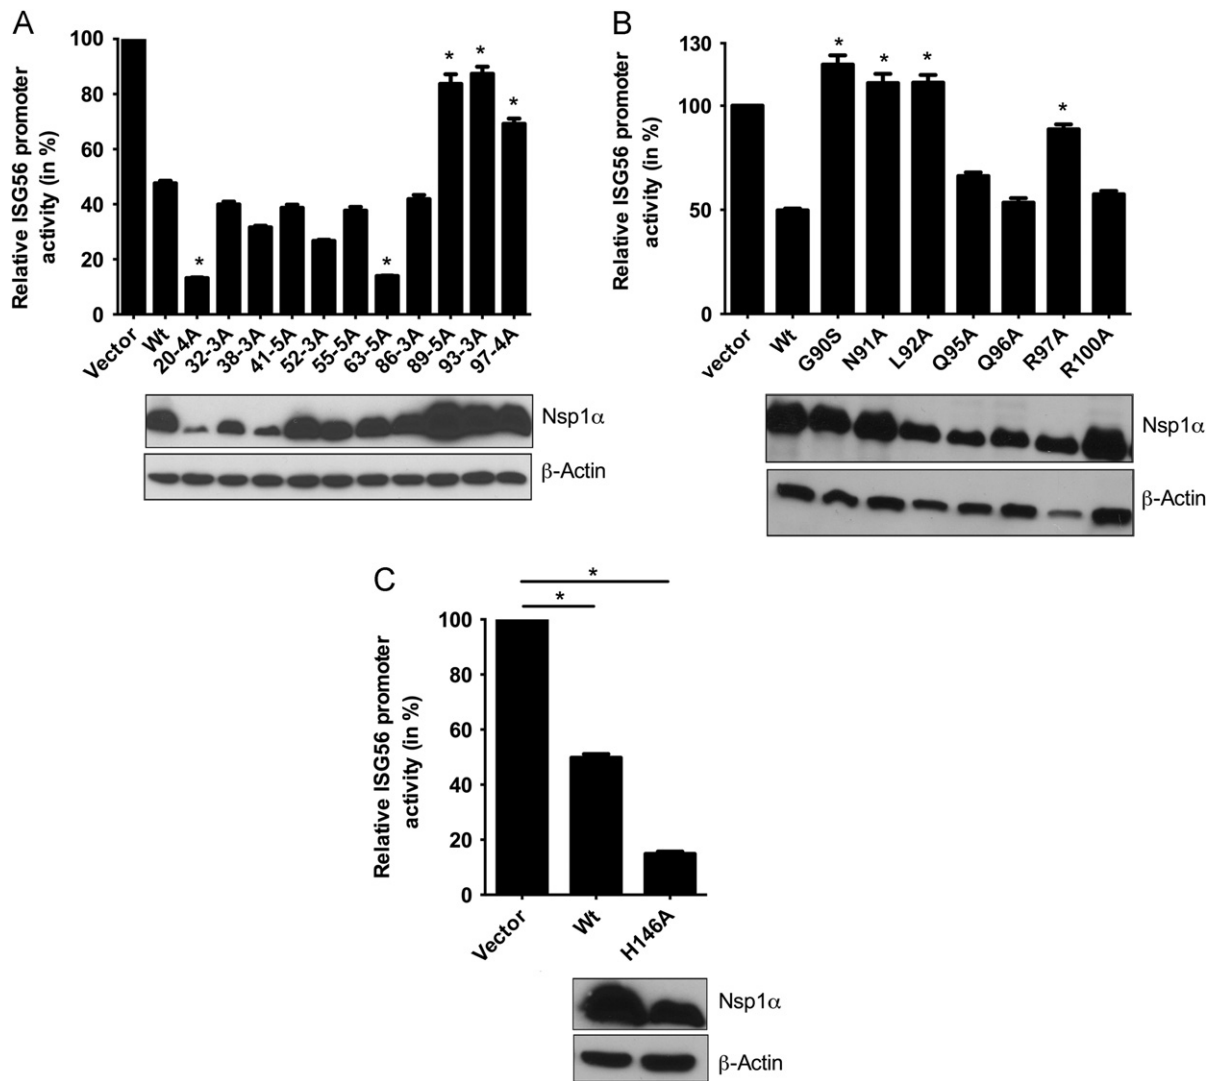 A
Relative ISG56 promoter
activity (in %)
100
80
60
40
20
0
*
*
*
*
*
Vector
Wt
20-4A
32-3A
38-3A
41-5A
52-3A
55-5A
63-5A
86-3A
89-5A
93-3A
97-4A
Nsp1α
β-Actin
B
Relative ISG56 promoter
activity (in %)
130
100
50
0
*
*
*
*
vector
Wt
G90S
N91A
L92A
Q95A
Q96A
R97A
R100A
Nsp1α
β-Actin
C
Relative ISG56 promoter
activity (in %)
100
80
60
40
20
0
*
*
Vector
Wt
H146A
Nsp1α
β-Actin